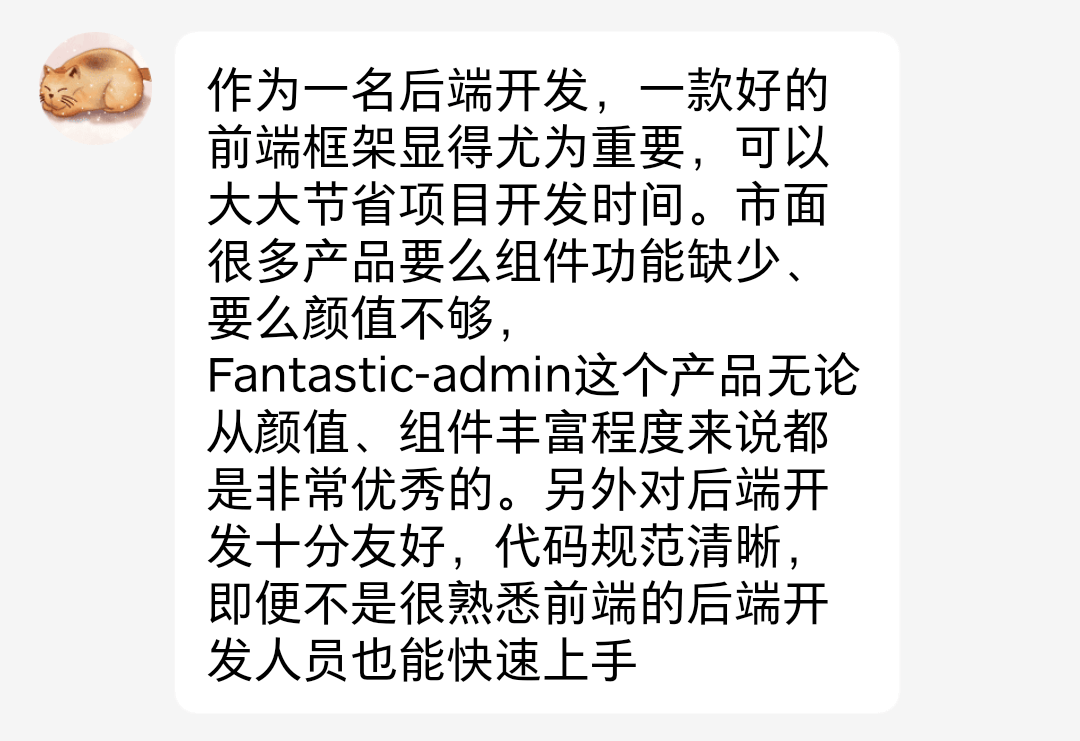 作为一名后端开发，一款好的
前端框架显得尤为重要，可以
大大节省项目开发时间。市面
很多产品要么组件功能缺少、
要么颜值不够，
Fantastic-admin这个产品无论
从颜值、组件丰富程度来说都
是非常优秀的。另外对后端开
发十分友好，代码规范清晰，
即便不是很熟悉前端的后端开
发人员也能快速上手